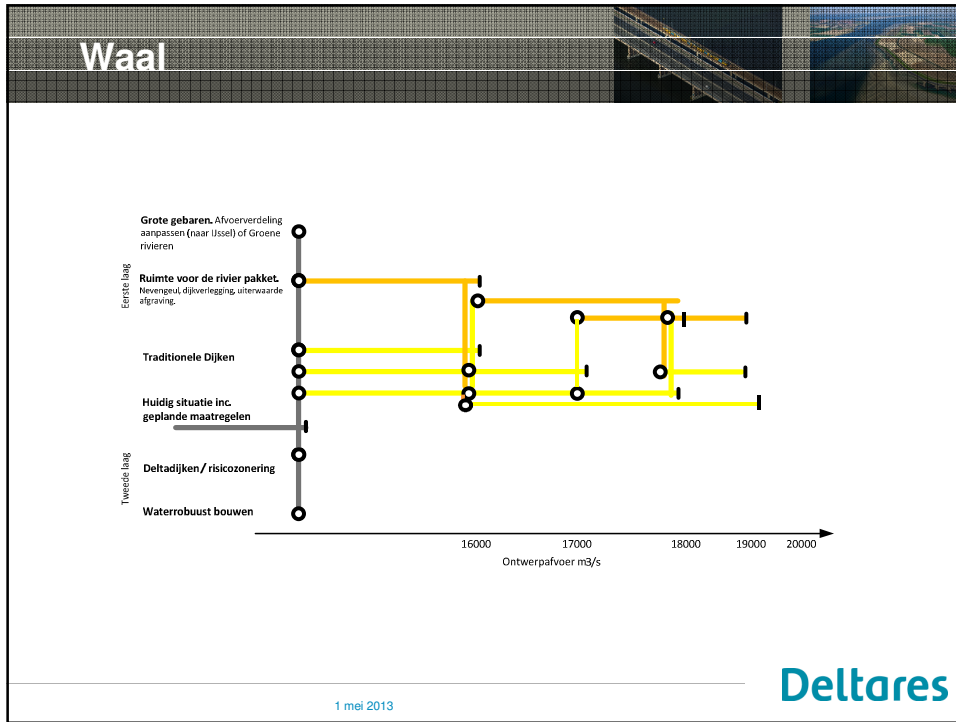 Waal
Grote gebaren. Afvoerverdeling
aanpassen (naar IJssel) of Groene
rivieren
Eerste laag
Ruimte voor de rivier pakket.
Nevengeul, dijkverlegging, uiterwaarde
afgraving.
Traditionele Dijken
Huidig situatie inc.
geplande maatregelen
Tweede laag
Deltadijken / risicozonering
Waterrobuust bouwen
16000 17000 18000 19000 20000
Ontwerpafvoer m3/s
Deltares
1 mei 2013